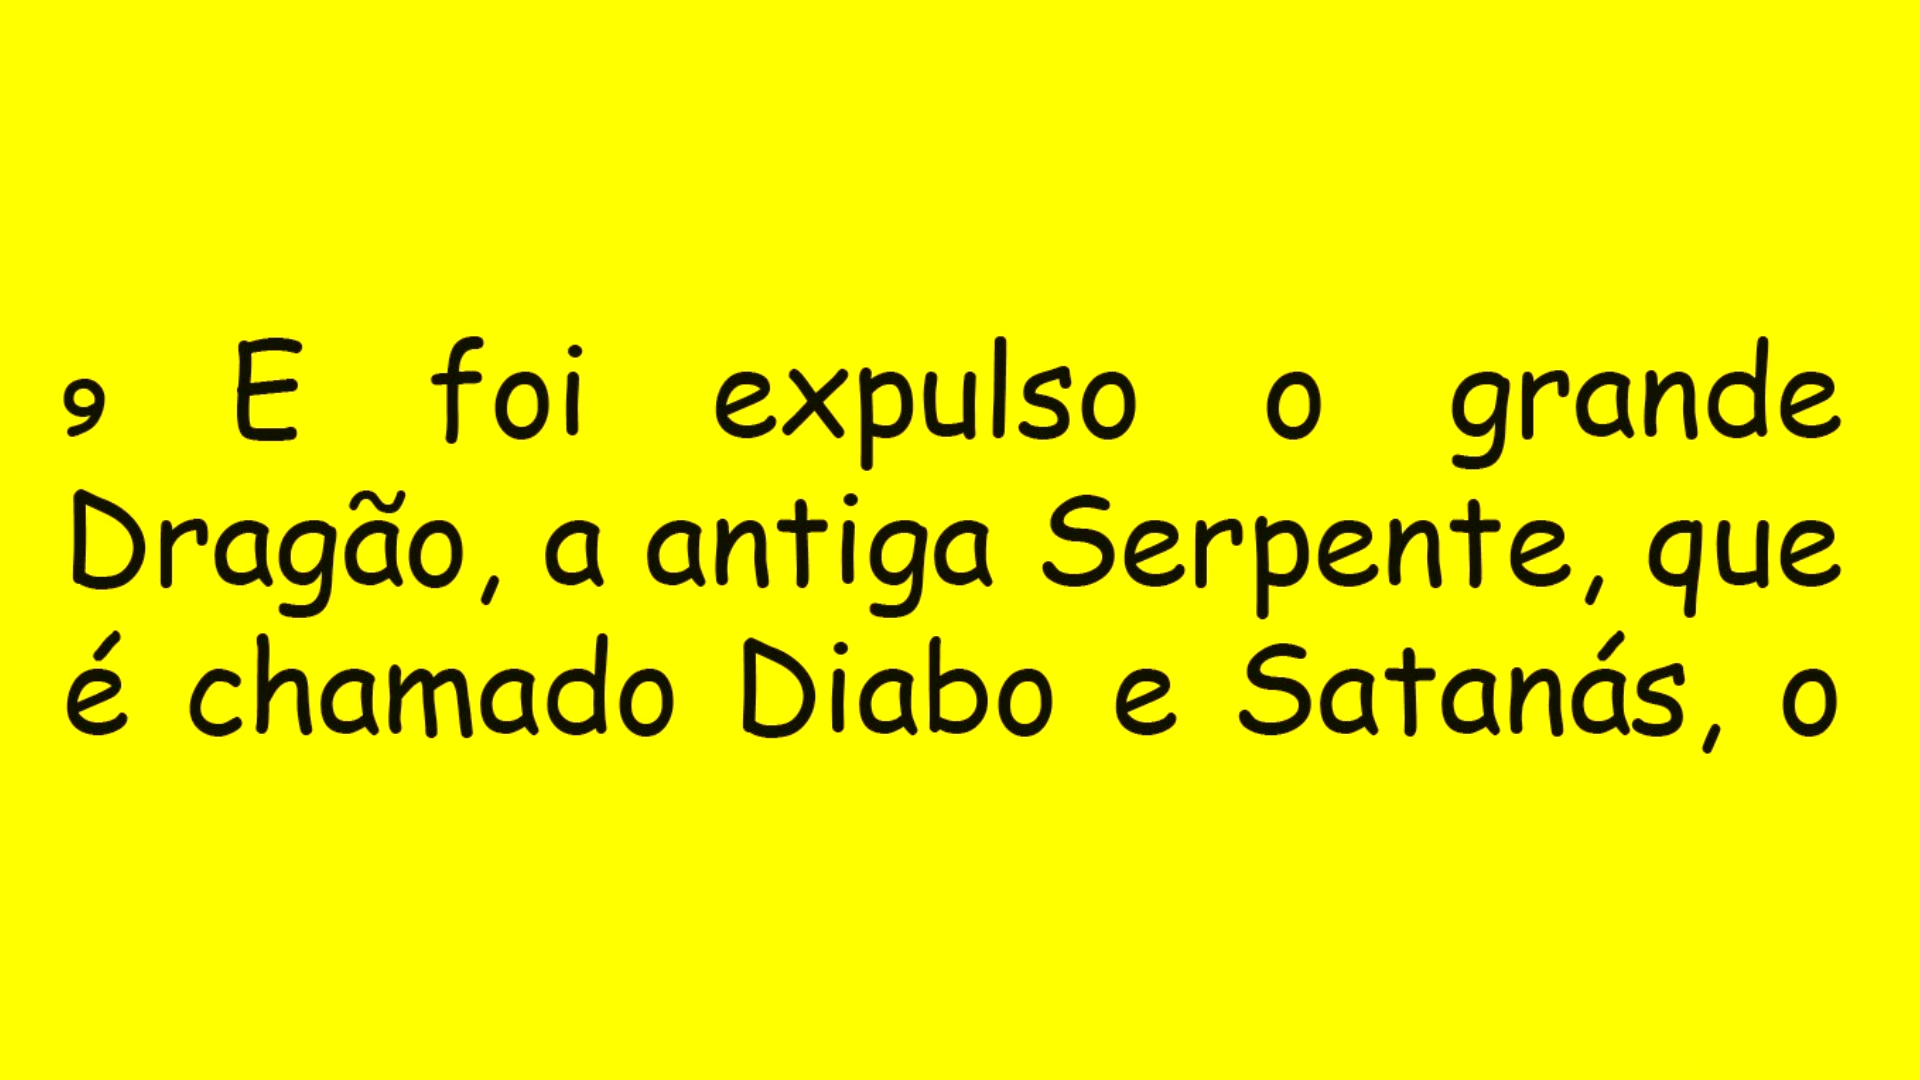 9 E foi expulso o grande
Dragão, a antiga Serpente, que
é chamado Diabo e Satanás, o